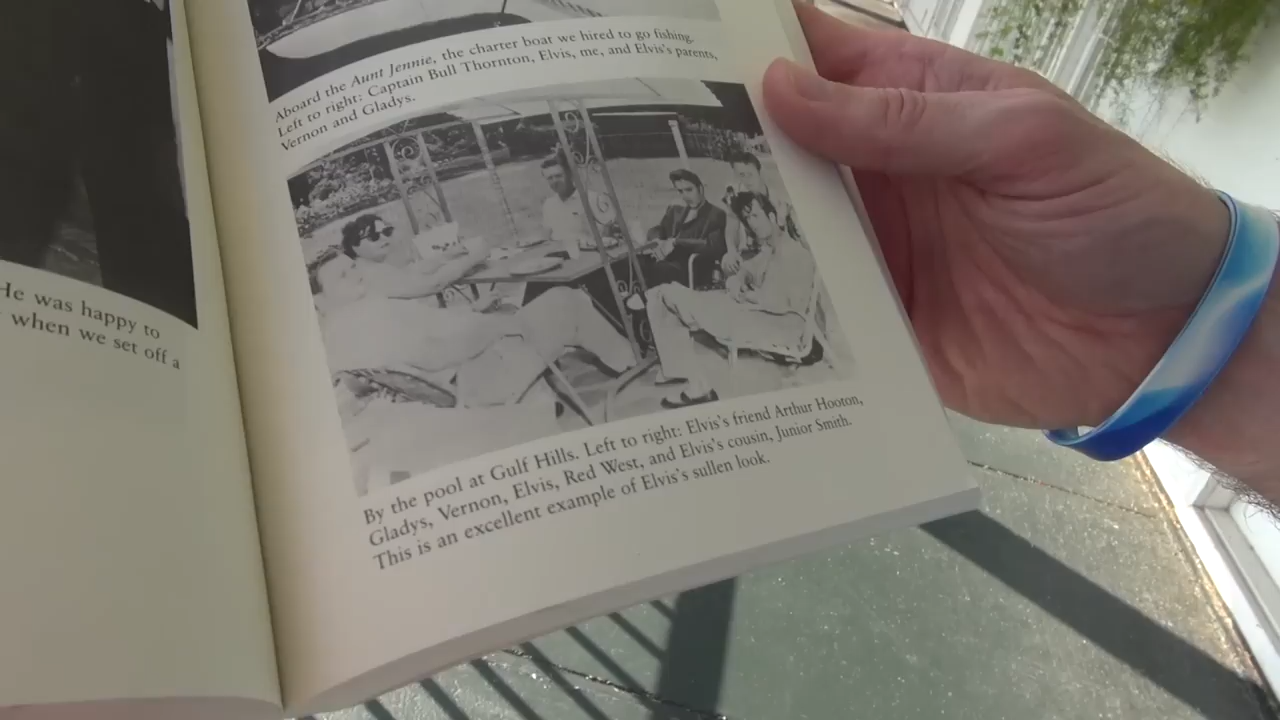 He was happy to
when we set off a
Aboard the Aunt Jennie, the charter boat we hired to go fishing.
Left to right: Captain Bull Thornton, Elvis, me, and Elvis's parents,
Vernon and Gladys.
By the pool at Gulf Hills. Left to right: Elvis's friend Arthur Hooton,
Gladys, Vernon, Elvis, Red West, and Elvis's cousin, Junior Smith.
This is an excellent example of Elvis's sullen look.